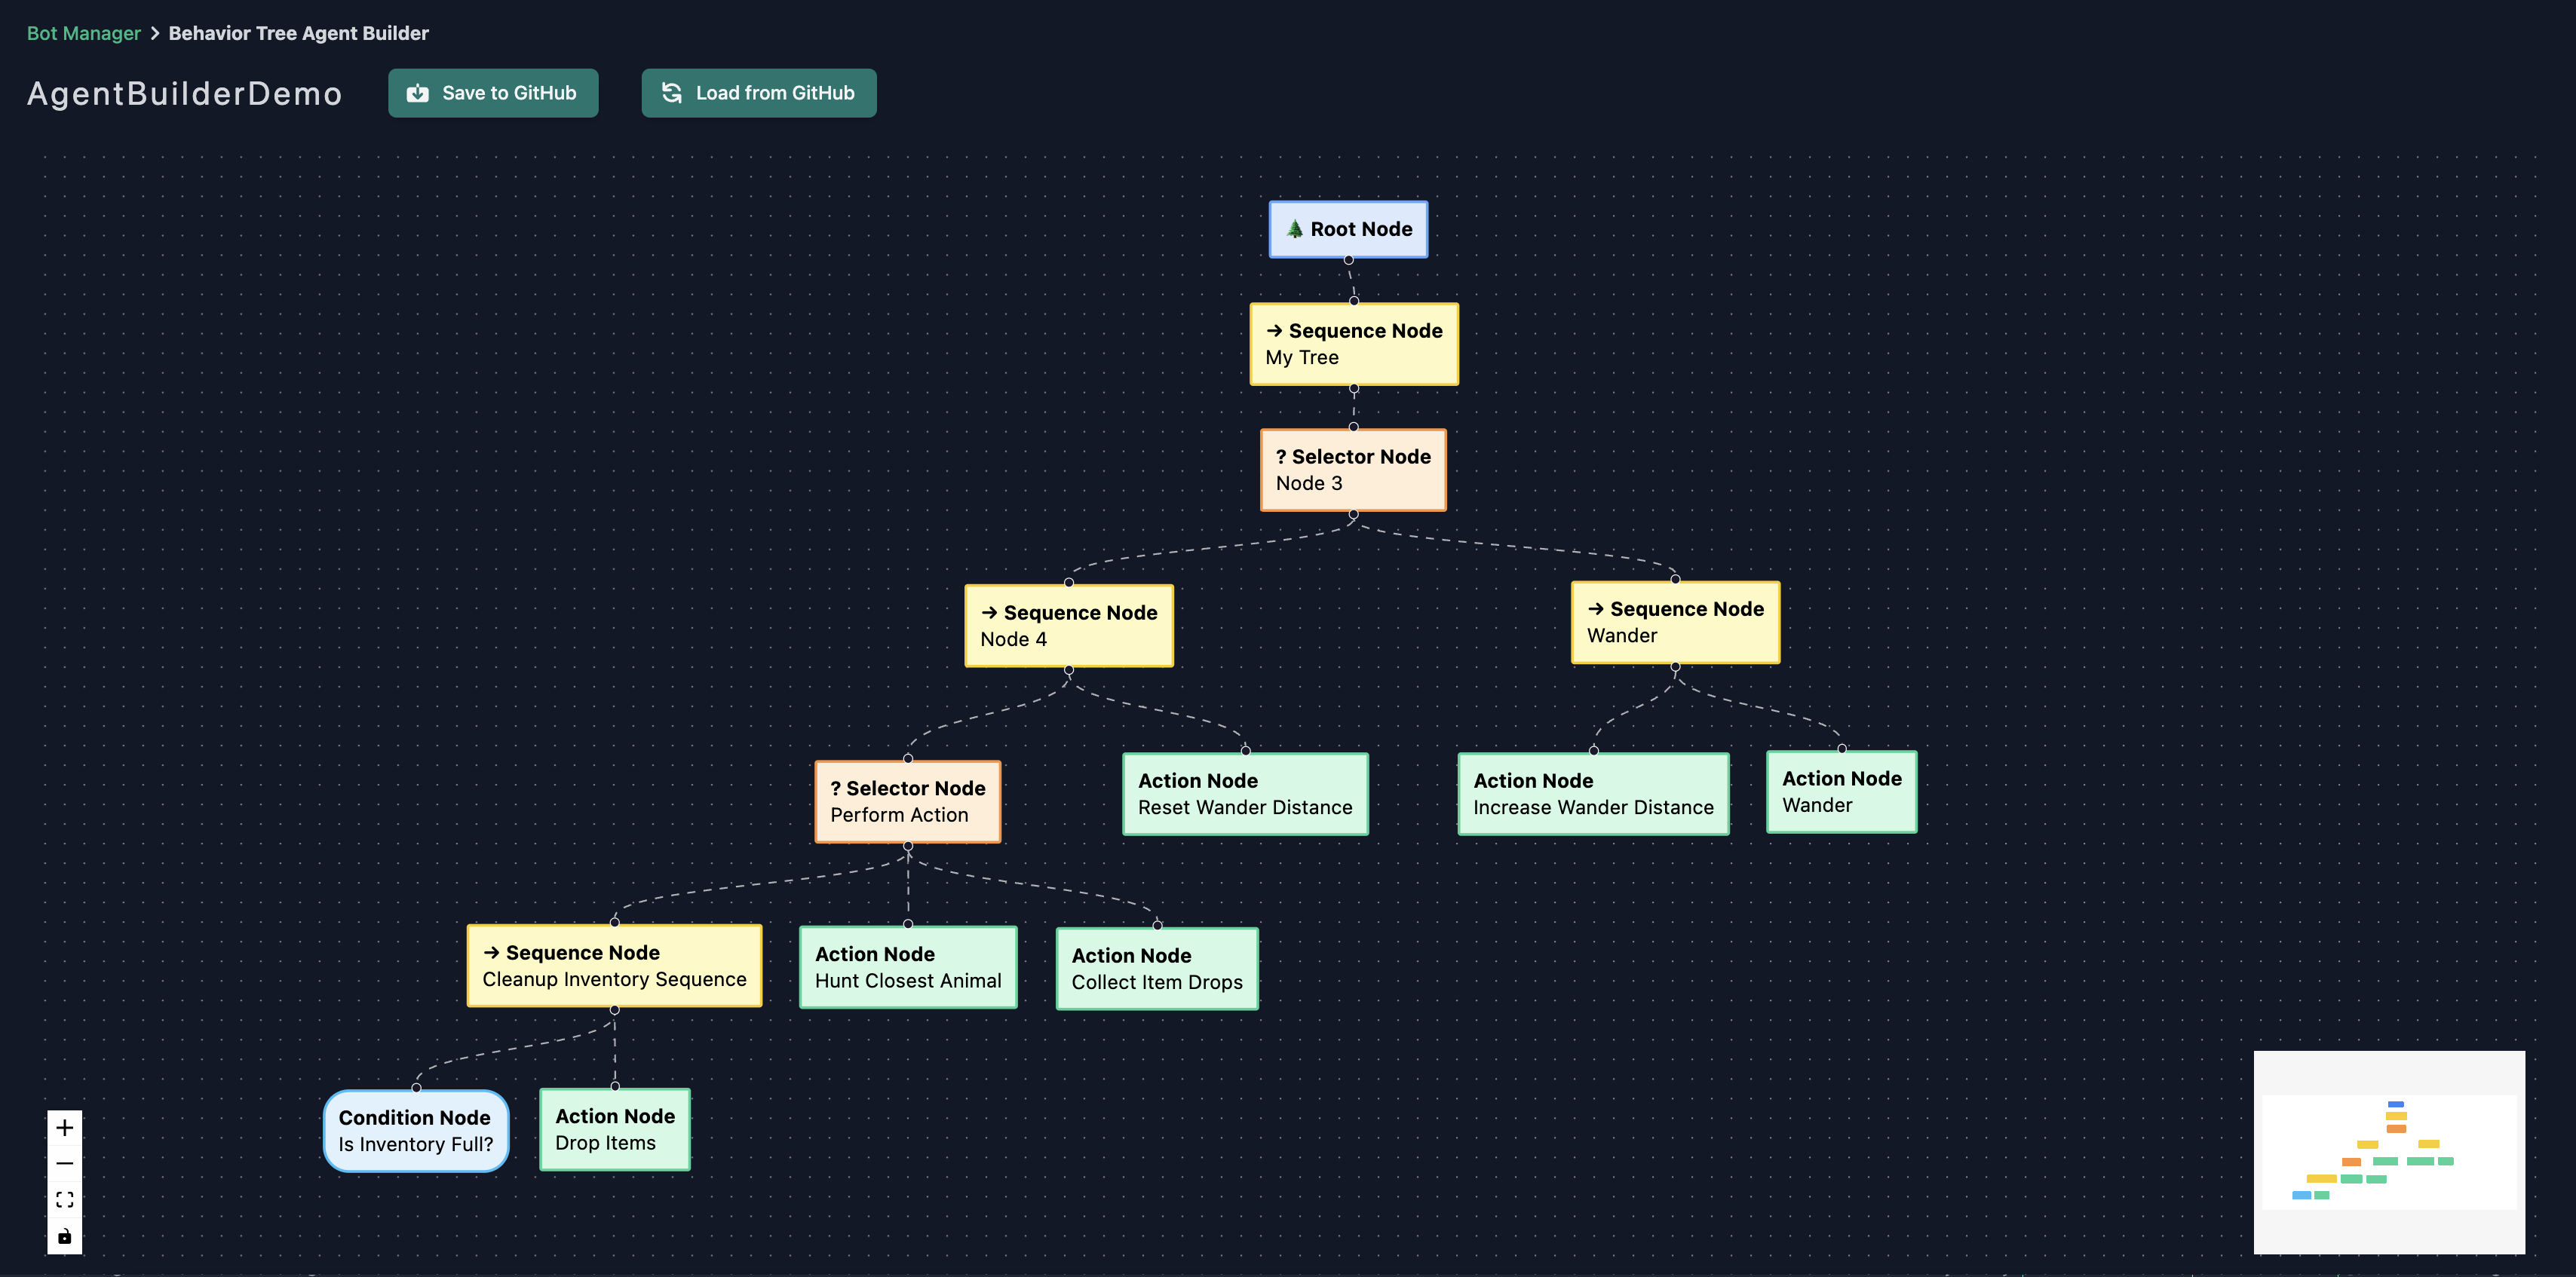 Bot Manager > Behavior Tree Agent Builder
AgentBuilderDemo
Save to GitHub
Load from GitHub
Root Node
→ Sequence Node
My Tree
? Selector Node
Node 3
→ Sequence Node
Node 4
→ Sequence Node
Wander
? Selector Node
Perform Action
Action Node
Reset Wander Distance
Action Node
Increase Wander Distance
Action Node
Wander
→ Sequence Node
Cleanup Inventory Sequence
Action Node
Hunt Closest Animal
Action Node
Collect Item Drops
Condition Node
Is Inventory Full?
Action Node
Drop Items